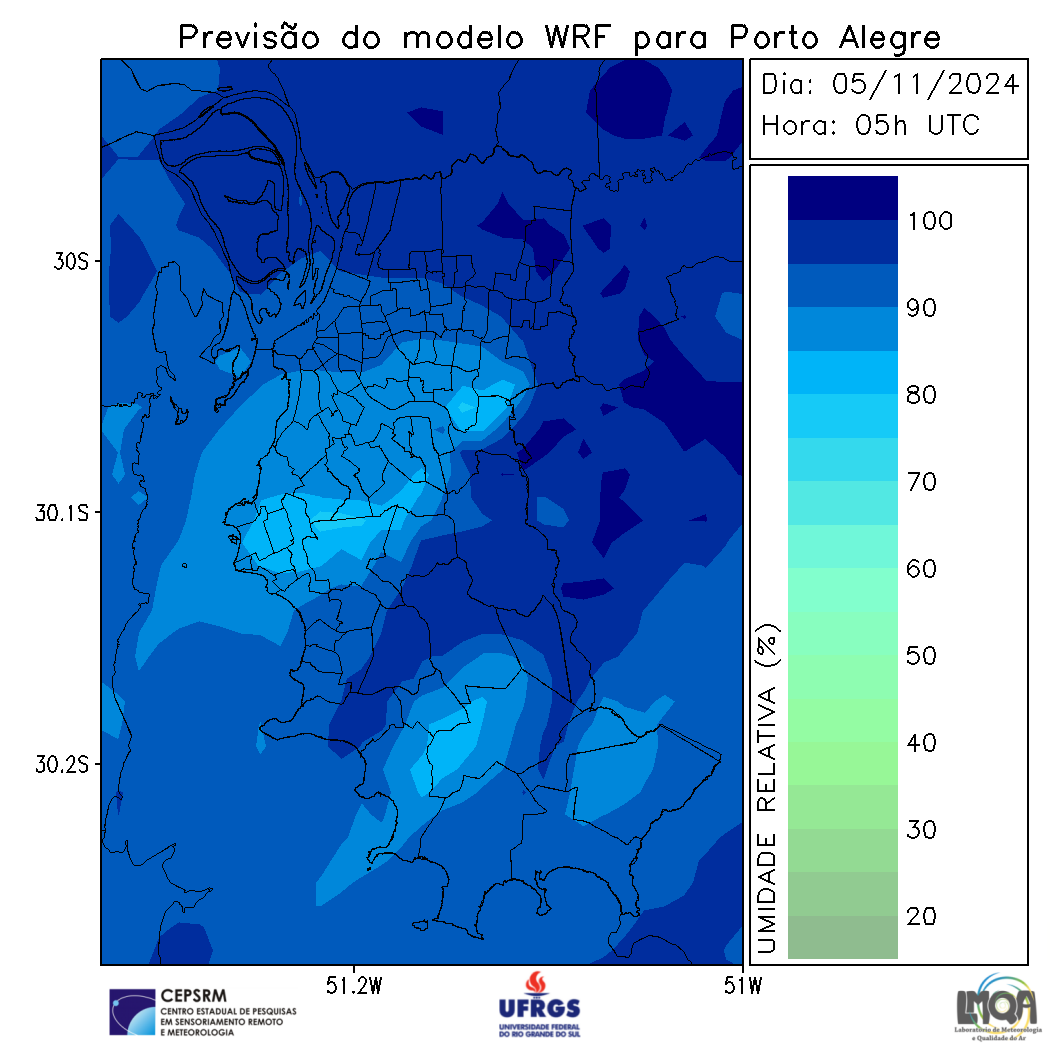 Previsão do modelo WRF para Porto Alegre
Dia: 05/11/2024
Hora: 05h UTC
30S
30.1S
30.2S
51.2W
51W
UMIDADE RELATIVA (%)
100
90
80
70
60
50
40
30
20
CEPSRM
CENTRO ESTADUAL DE PESQUISAS
EM SENSORIAMENTO REMOTO
E METEOROLOGIA
UFRGS
UNIVERSIDADE FEDERAL
DO RIO GRANDE DO SUL
LMQA
Laboratório de Meteorologia
e Qualidade do Ar